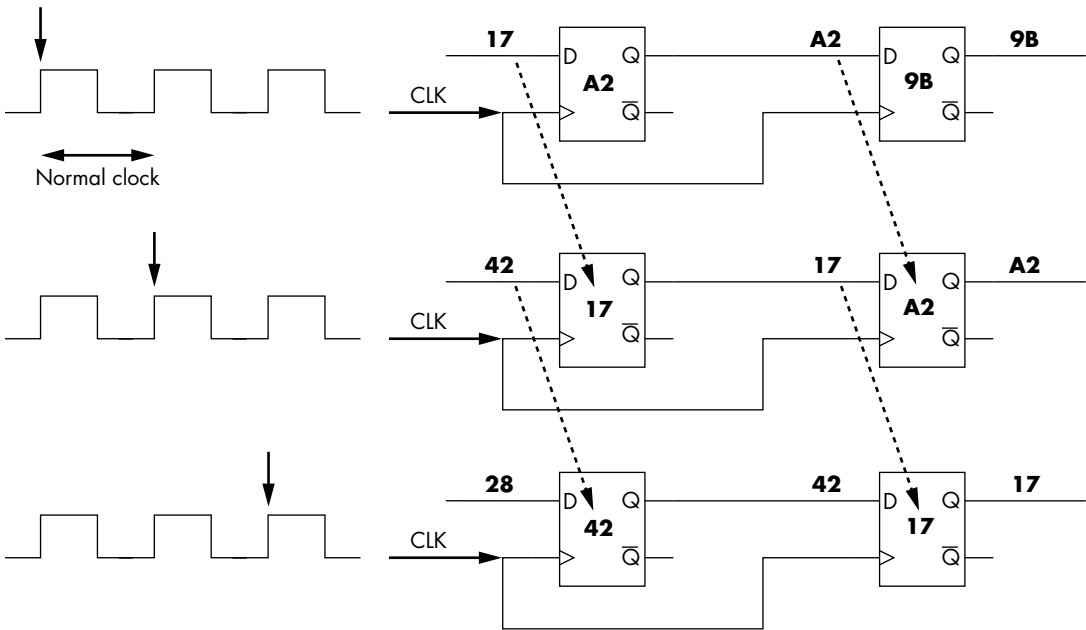 17 A2 9B
D Q D Q
A2 9B
CLK Q Q
Normal clock
42 17 A2
D Q D Q
17 A2
CLK Q Q
28 42 17
D Q D Q
42 17
CLK Q Q